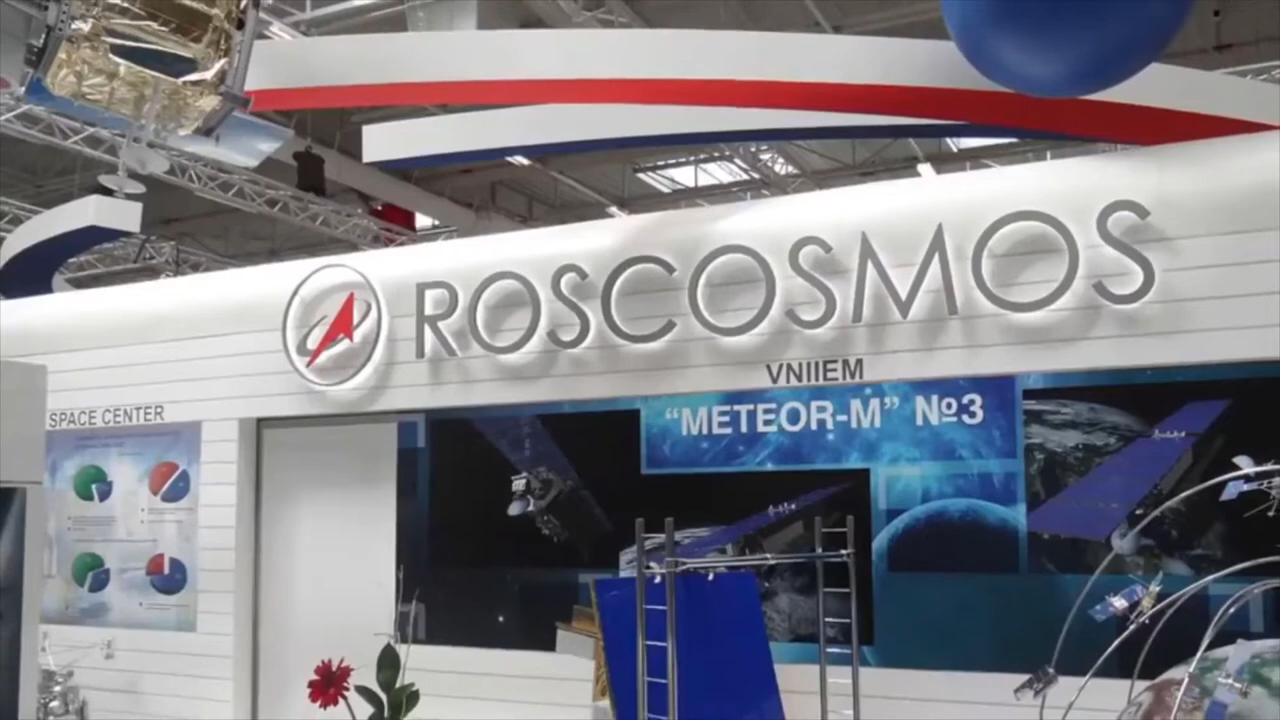 ROSCOSMOS
VNIIEM
SPACE CENTER
"METEOR-M" №3